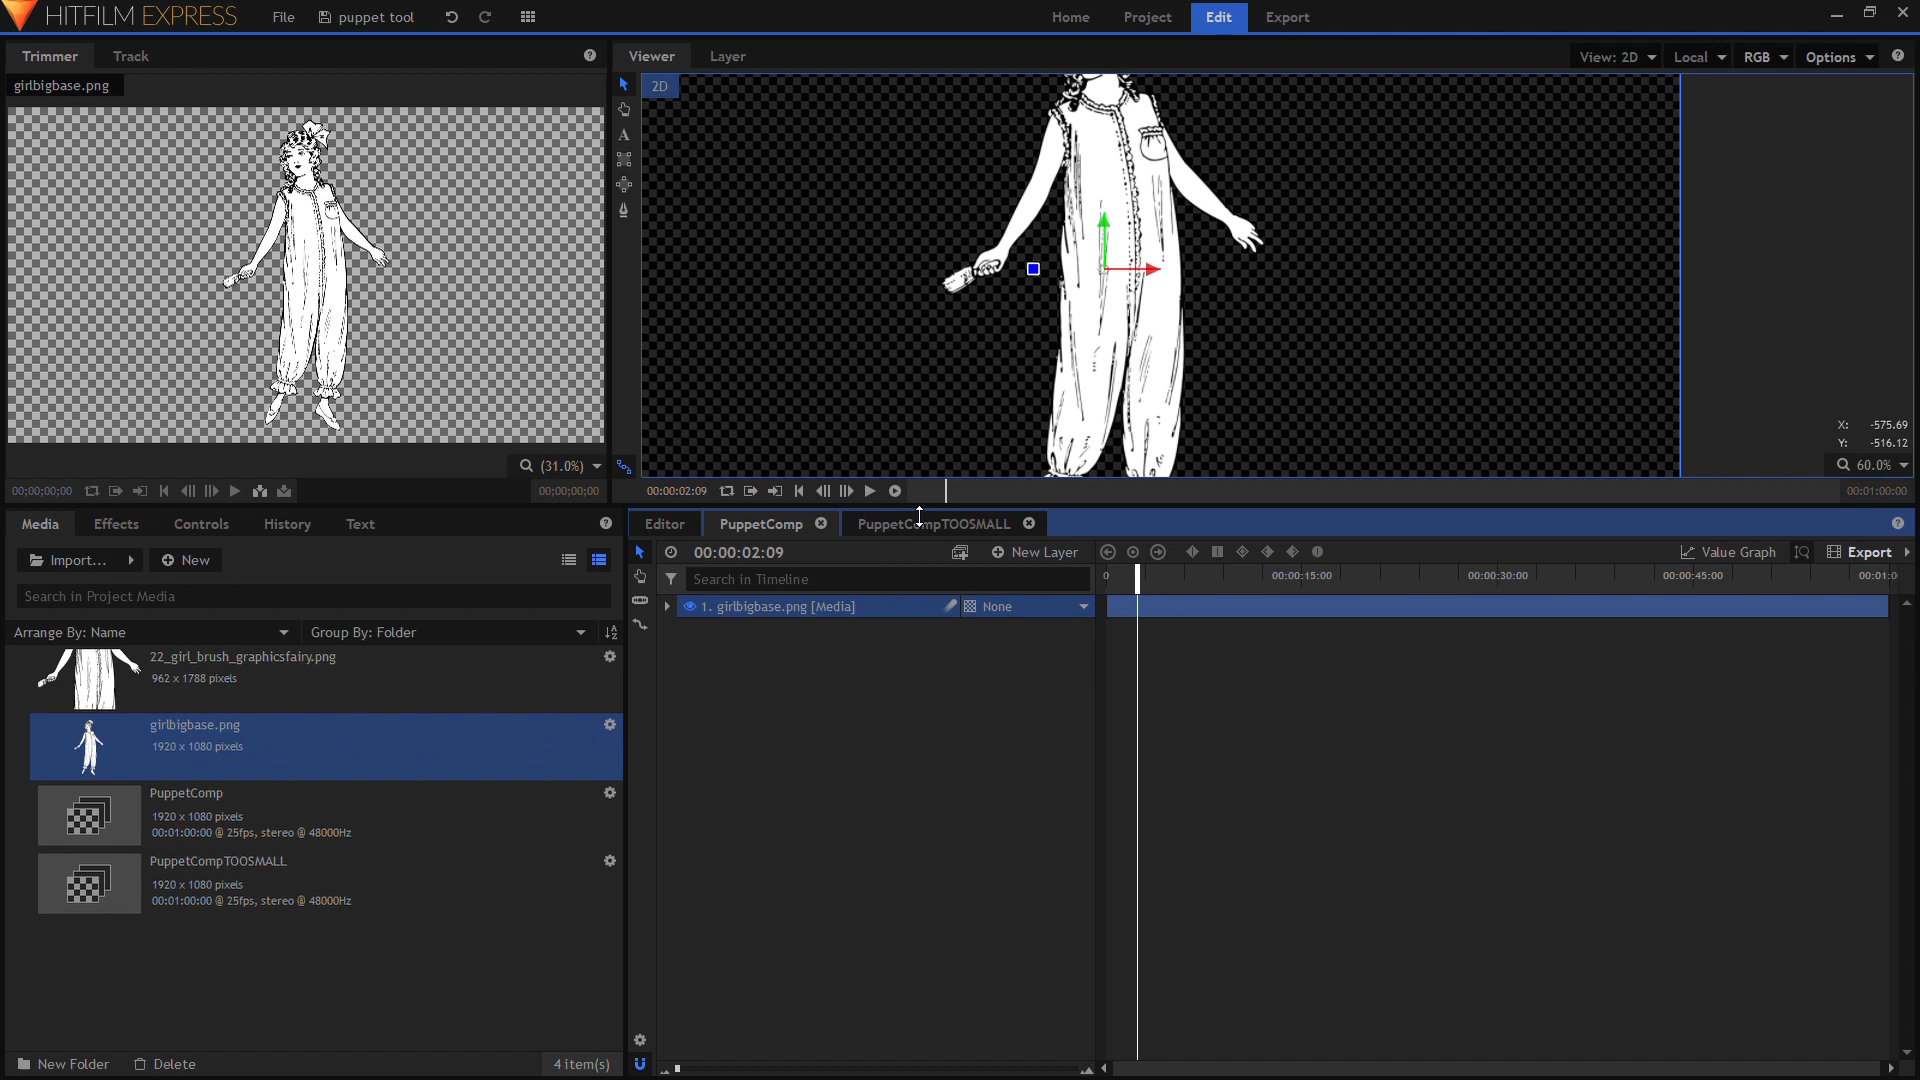 HITFILM EXPRESS
File
puppet tool
Home
Project
Edit
Export
Trimmer
Track
girlbigbase.png
(31.0%)
00;00;00;00
00;00;00;00
Viewer
Layer
View: 2D
Local
RGB
Options
2D
X: -575.69
Y: -516.12
60.0%
00:00:02:09
00:01:00:00
Media
Effects
Controls
History
Text
Import...
New
Search in Project Media
Arrange By: Name
Group By: Folder
22_girl_brush_graphicsfairy.png
962 x 1788 pixels
girlbigbase.png
1920 x 1080 pixels
PuppetComp
1920 x 1080 pixels
00:01:00:00 @ 25fps, stereo @ 48000Hz
PuppetCompTOOSMALL
1920 x 1080 pixels
00:01:00:00 @ 25fps, stereo @ 48000Hz
New Folder
Delete
4 item(s)
Editor
PuppetComp
PuppetCompTOOSMALL
00:00:02:09
New Layer
Value Graph
Export
Search in Timeline
0
00:00:15:00
00:00:30:00
00:00:45:00
00:01:0
1. girlbigbase.png [Media]
None